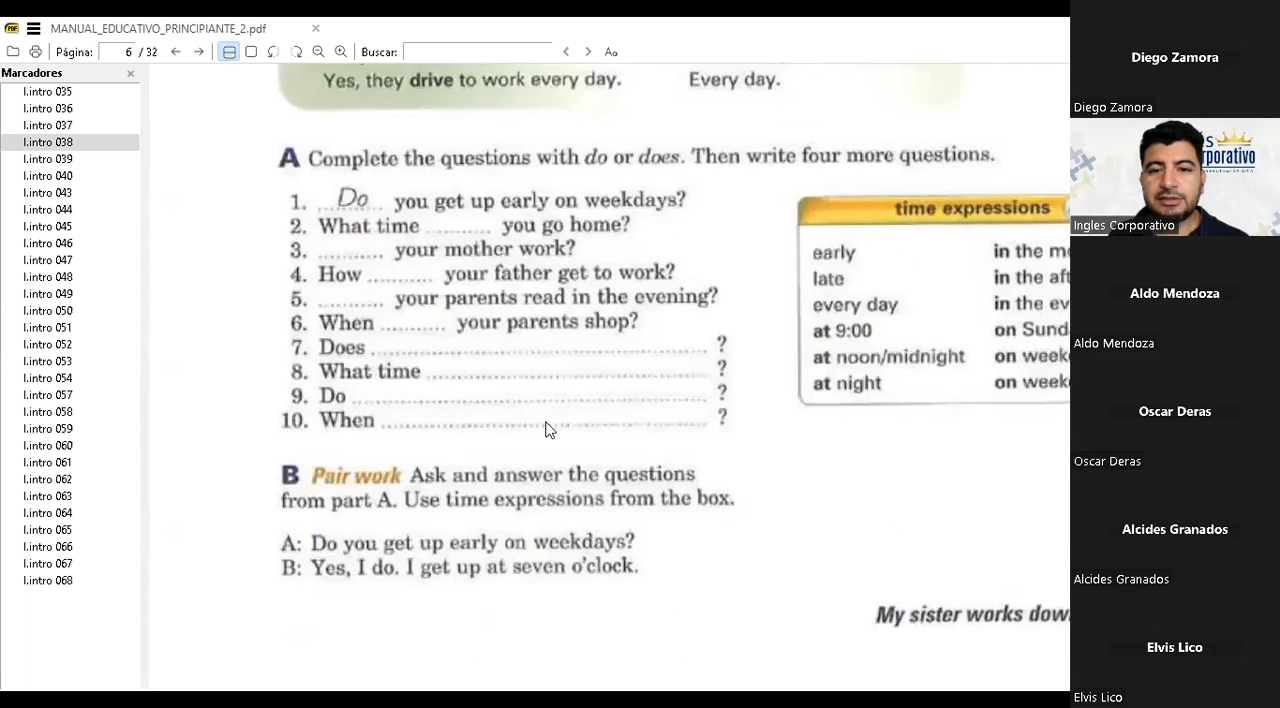 MANUAL_EDUCATIVO_PRINCIPIANTE_2.pdf
Página: 6 / 32 Buscar:
Marcadores
I.intro 035
I.intro 036
I.intro 037
I.intro 038
I.intro 039
I.intro 040
I.intro 043
I.intro 044
I.intro 045
I.intro 046
I.intro 047
I.intro 048
I.intro 049
I.intro 050
I.intro 051
I.intro 052
I.intro 053
I.intro 054
I.intro 057
I.intro 058
I.intro 059
I.intro 060
I.intro 061
I.intro 062
I.intro 063
I.intro 064
I.intro 065
I.intro 066
I.intro 067
I.intro 068
Yes, they drive to work every day. Every day.
A Complete the questions with do or does. Then write four more questions.
1. Do you get up early on weekdays?
2. What time .......... you go home?
3. .......... your mother work?
4. How .......... your father get to work?
5. .......... your parents read in the evening?
6. When .......... your parents shop?
7. Does .......... ?
8. What time .......... ?
9. Do .......... ?
10. When .......... ?
time expressions
early in the
late in the
every day in the
at 9:00 on
at noon/midnight on
at night on
B Pair work Ask and answer the questions
from part A. Use time expressions from the box.
A: Do you get up early on weekdays?
B: Yes, I do. I get up at seven o'clock.
My sister works
Diego Zamora
Diego Zamora
Corporativo
Ingles Corporativo
Aldo Mendoza
Aldo Mendoza
Oscar Deras
Oscar Deras
Alcides Granados
Alcides Granados
Elvis Lico
Elvis Lico